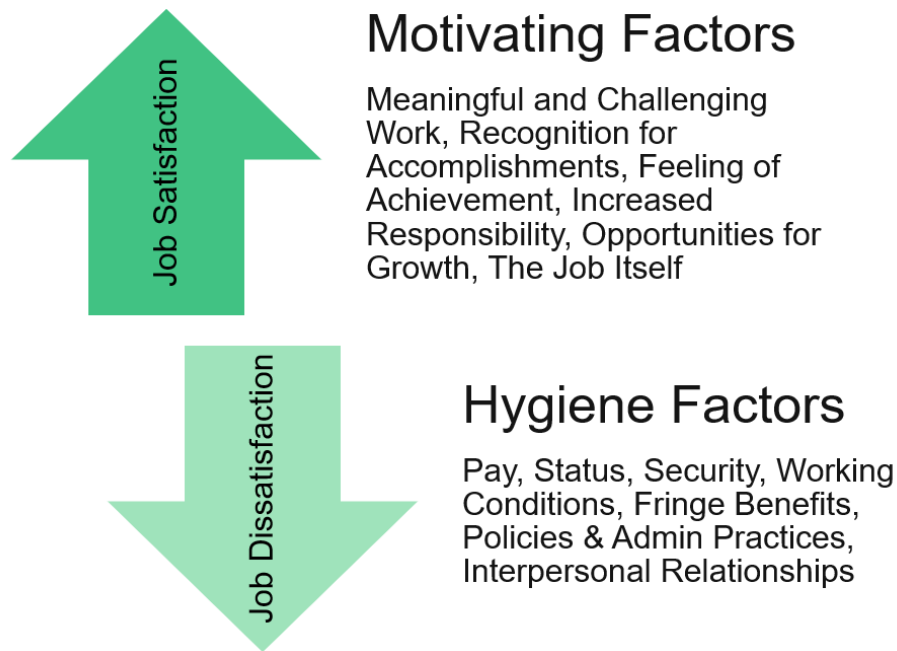 Job Satisfaction
Motivating Factors
Meaningful and Challenging
Work, Recognition for
Accomplishments, Feeling of
Achievement, Increased
Responsibility, Opportunities for
Growth, The Job Itself
Job Dissatisfaction
Hygiene Factors
Pay, Status, Security, Working
Conditions, Fringe Benefits,
Policies & Admin Practices,
Interpersonal Relationships